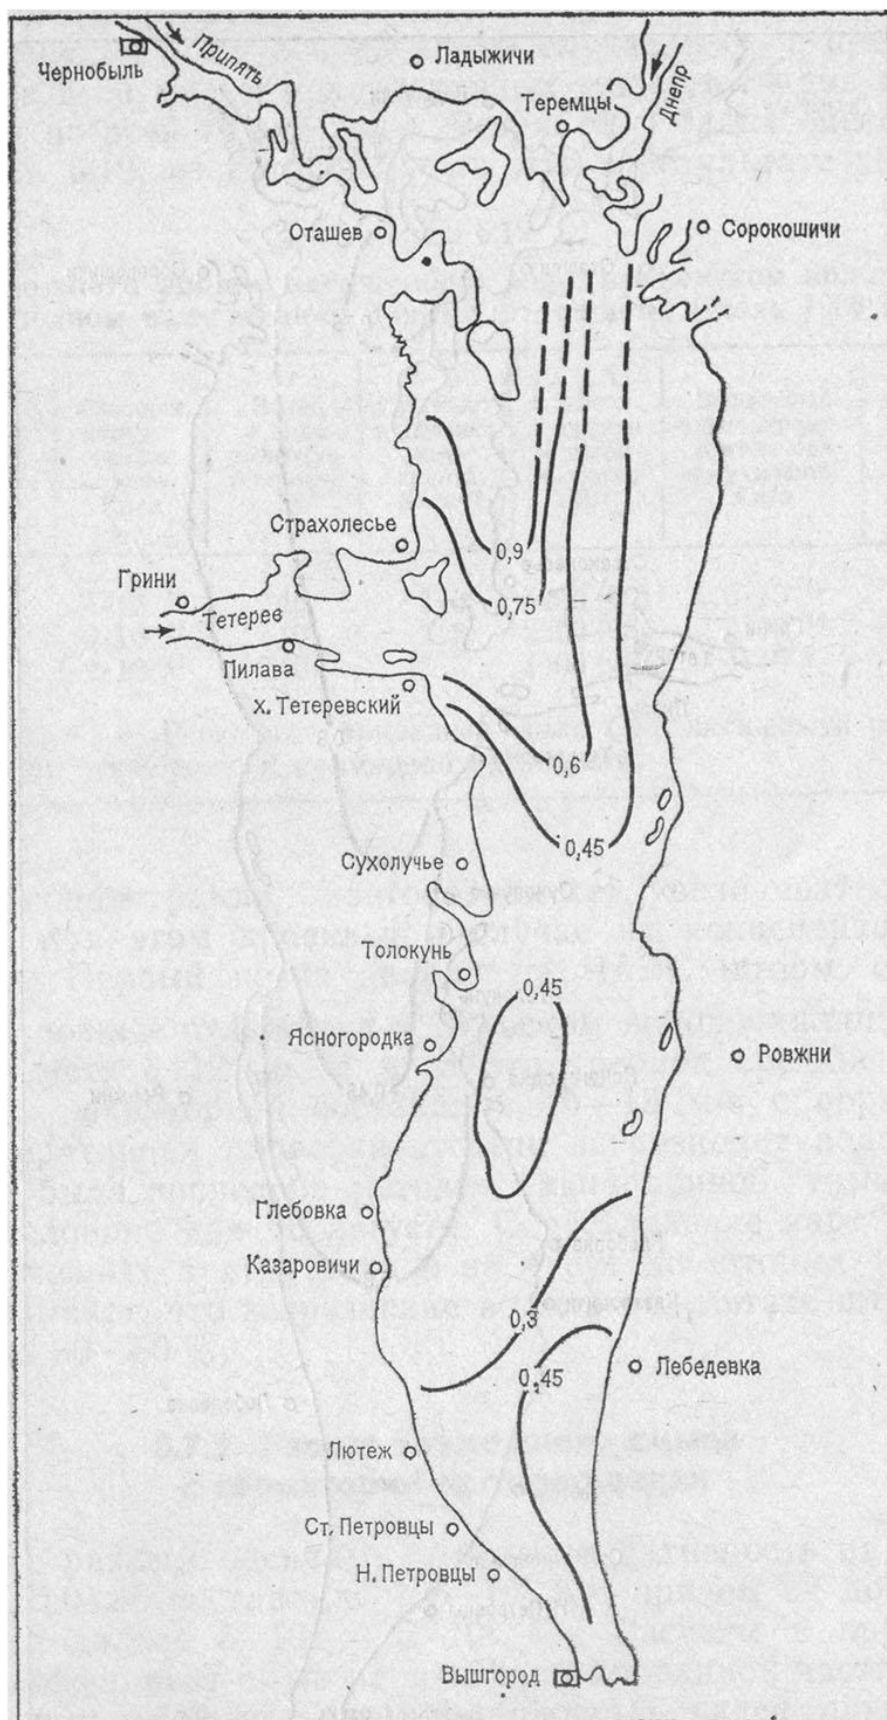 Чернобыль
Припять
Ладыжичи
Теремцы
Днепр
Оташев
Сорокошичи
Страхолесье
0,9
Грини
0,75
Тетерев
Пилава
х. Тетеревский
0,6
0,45
Сухолучье
Толокунь
0,45
Ясногородка
Ровжни
Глебовка
Казаровичи
0,3
Лебедевка
0,45
Лютеж
Ст. Петровцы
Н. Петровцы
Вышгород